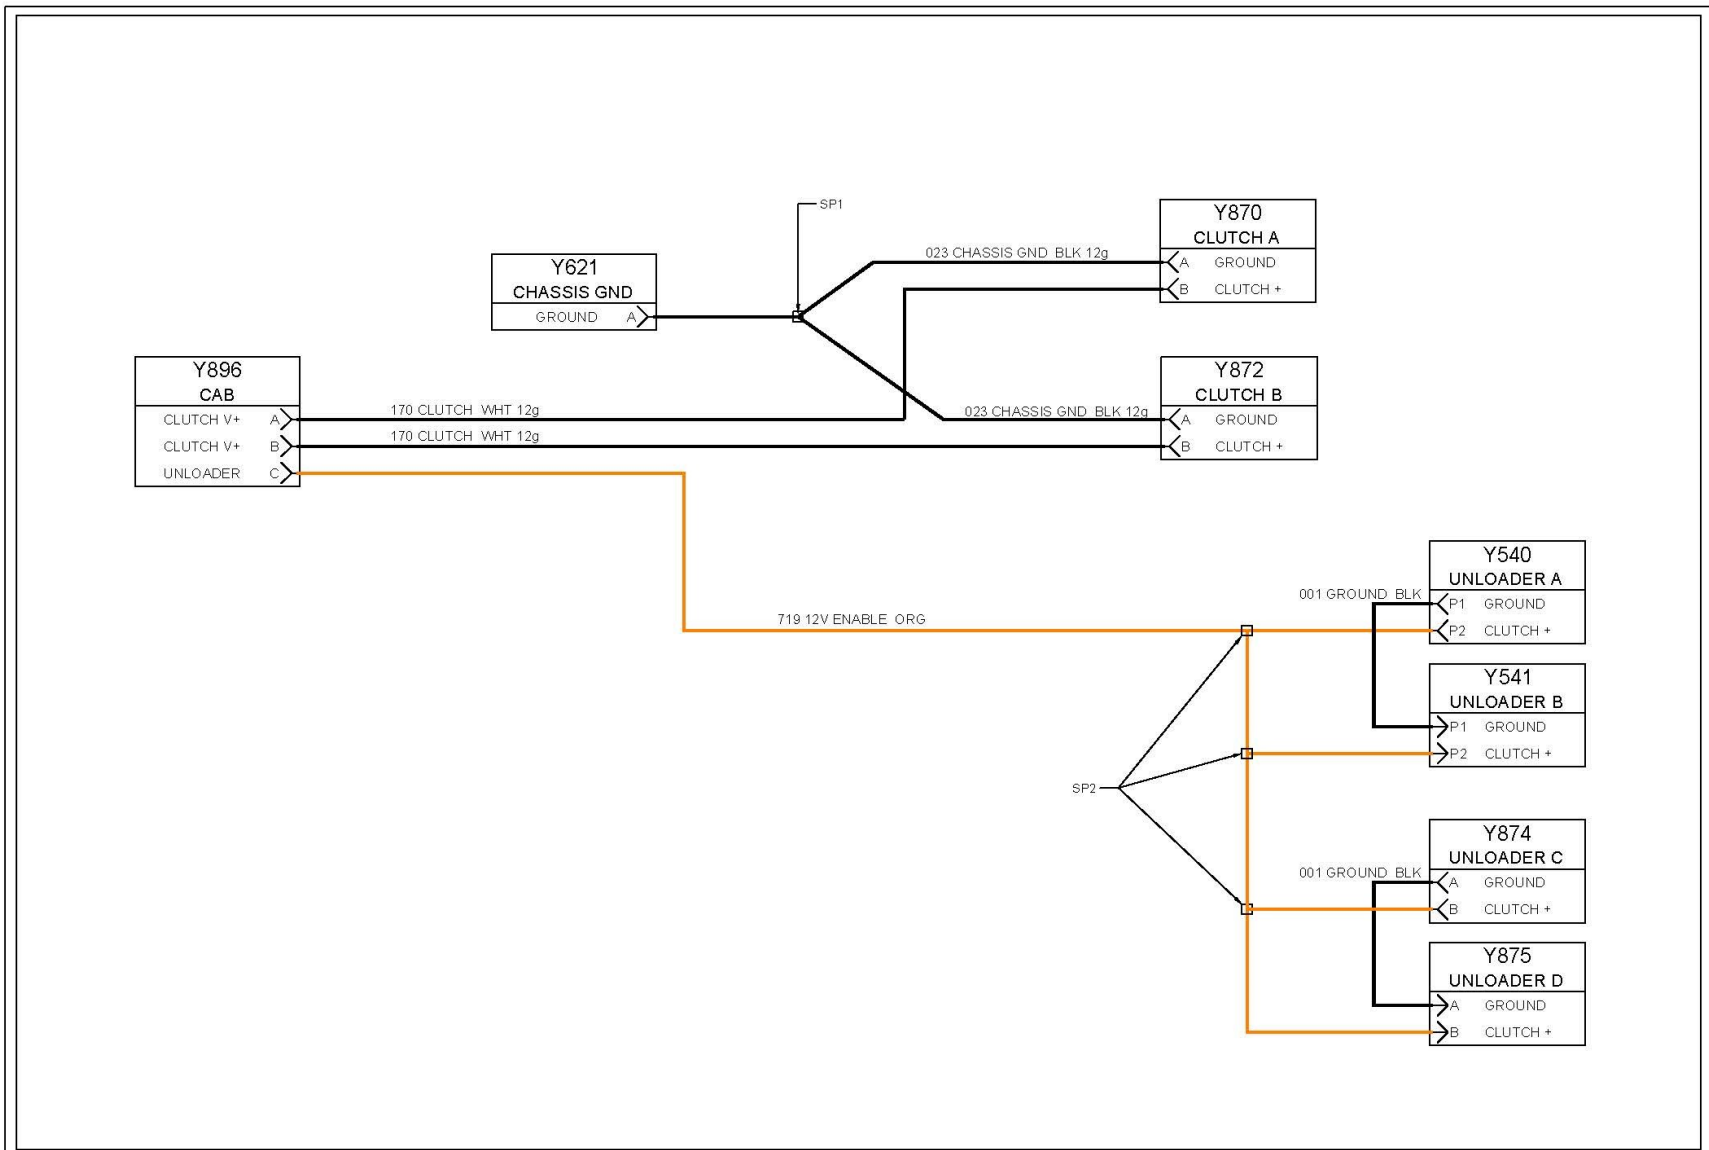 SP1
Y870
CLUTCH A
023 CHASSIS GND BLK 12g
A GROUND
B CLUTCH +
Y621
CHASSIS GND
GROUND A
Y896
CAB
CLUTCH V+ A
CLUTCH V+ B
UNLOADER C
170 CLUTCH WHT 12g
170 CLUTCH WHT 12g
Y872
CLUTCH B
023 CHASSIS GND BLK 12g
A GROUND
B CLUTCH +
Y540
UNLOADER A
001 GROUND BLK
P1 GROUND
P2 CLUTCH +
719 12V ENABLE ORG
Y541
UNLOADER B
P1 GROUND
P2 CLUTCH +
SP2
Y874
UNLOADER C
001 GROUND BLK
A GROUND
B CLUTCH +
Y875
UNLOADER D
A GROUND
B CLUTCH +